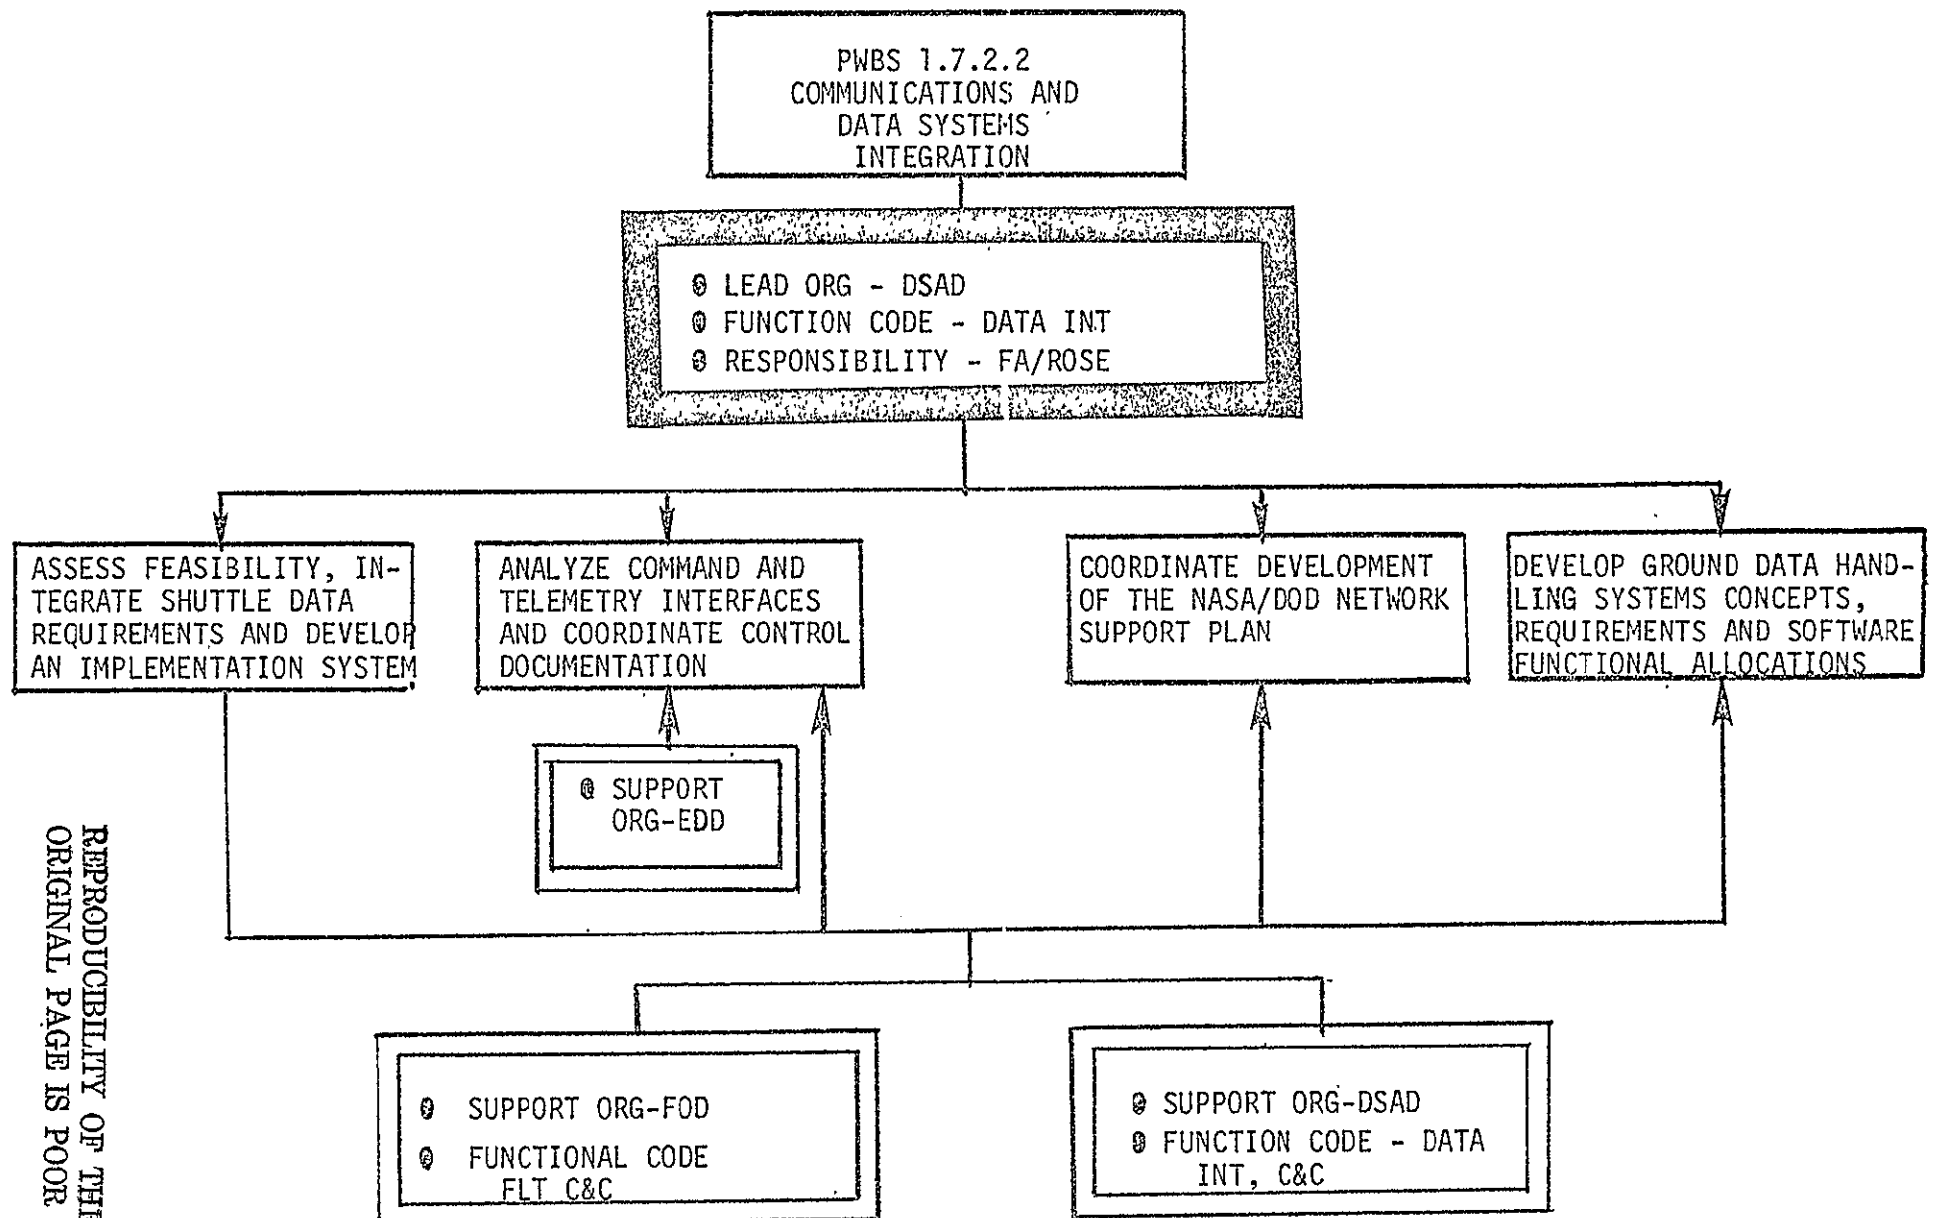 PWBS 1.7.2.2
COMMUNICATIONS AND
DATA SYSTEMS
INTEGRATION
LEAD ORG - DSAD
FUNCTION CODE - DATA INT
RESPONSIBILITY - FA/ROSE
ASSESS FEASIBILITY, IN-
TEGRATE SHUTTLE DATA
REQUIREMENTS AND DEVELOP
AN IMPLEMENTATION SYSTEM
ANALYZE COMMAND AND
TELEMETRY INTERFACES
AND COORDINATE CONTROL
DOCUMENTATION
COORDINATE DEVELOPMENT
OF THE NASA/DOD NETWORK
SUPPORT PLAN
DEVELOP GROUND DATA HAND-
LING SYSTEMS CONCEPTS,
REQUIREMENTS AND SOFTWARE
FUNCTIONAL ALLOCATIONS
SUPPORT
ORG-EDD
SUPPORT ORG-FOD
FUNCTIONAL CODE
FLT C&C
SUPPORT ORG-DSAD
FUNCTION CODE - DATA
INT, C&C
REPRODUCIBILITY OF THE
ORIGINAL PAGE IS POOR